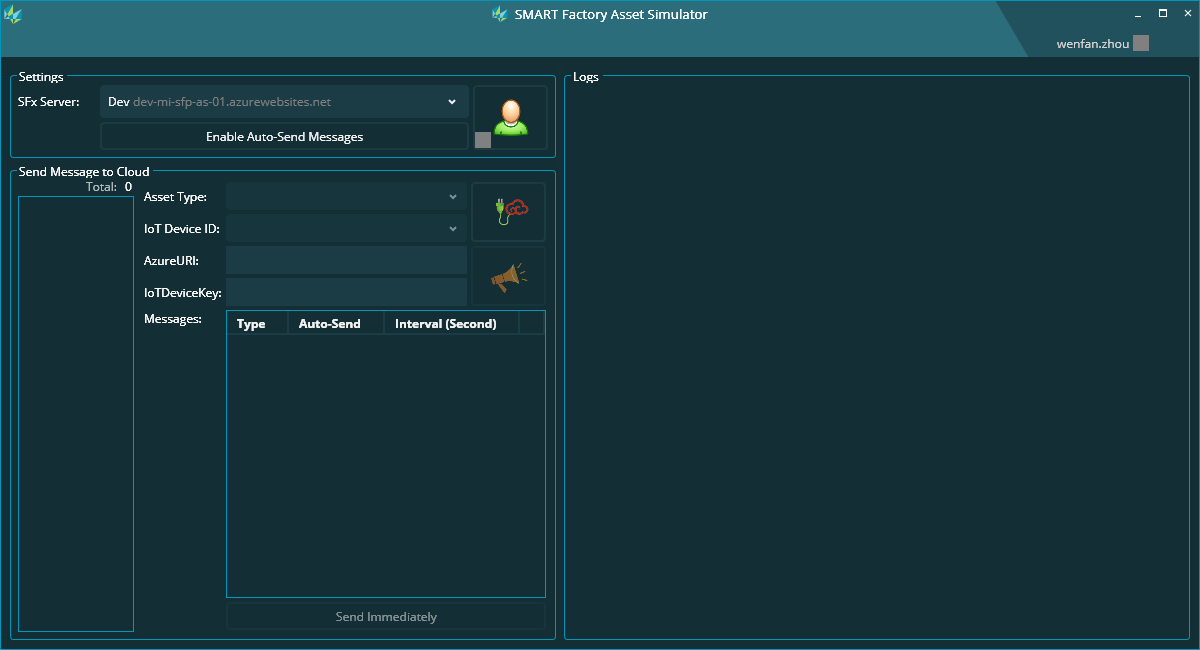 SMART Factory Asset Simulator
wenfan.zhou
Settings
SFx Server:
Dev dev-mi-sfp-as-01.azurewebsites.net
Enable Auto-Send Messages
Send Message to Cloud
Total: 0
Asset Type:
IoT Device ID:
AzureURI:
IoTDeviceKey:
Messages:
Type Auto-Send Interval (Second)
Send Immediately
Logs